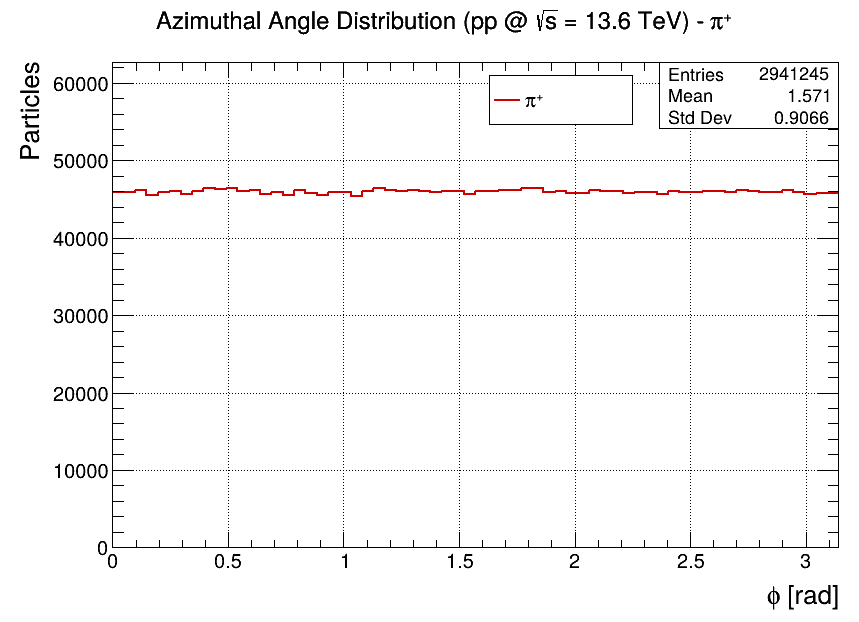 Azimuthal Angle Distribution (pp @ √s = 13.6 TeV) - π⁺
Particles
60000
50000
40000
30000
20000
10000
0
π⁺
Entries 2941245
Mean 1.571
Std Dev 0.9066
0 0.5 1 1.5 2 2.5 3
ϕ [rad]